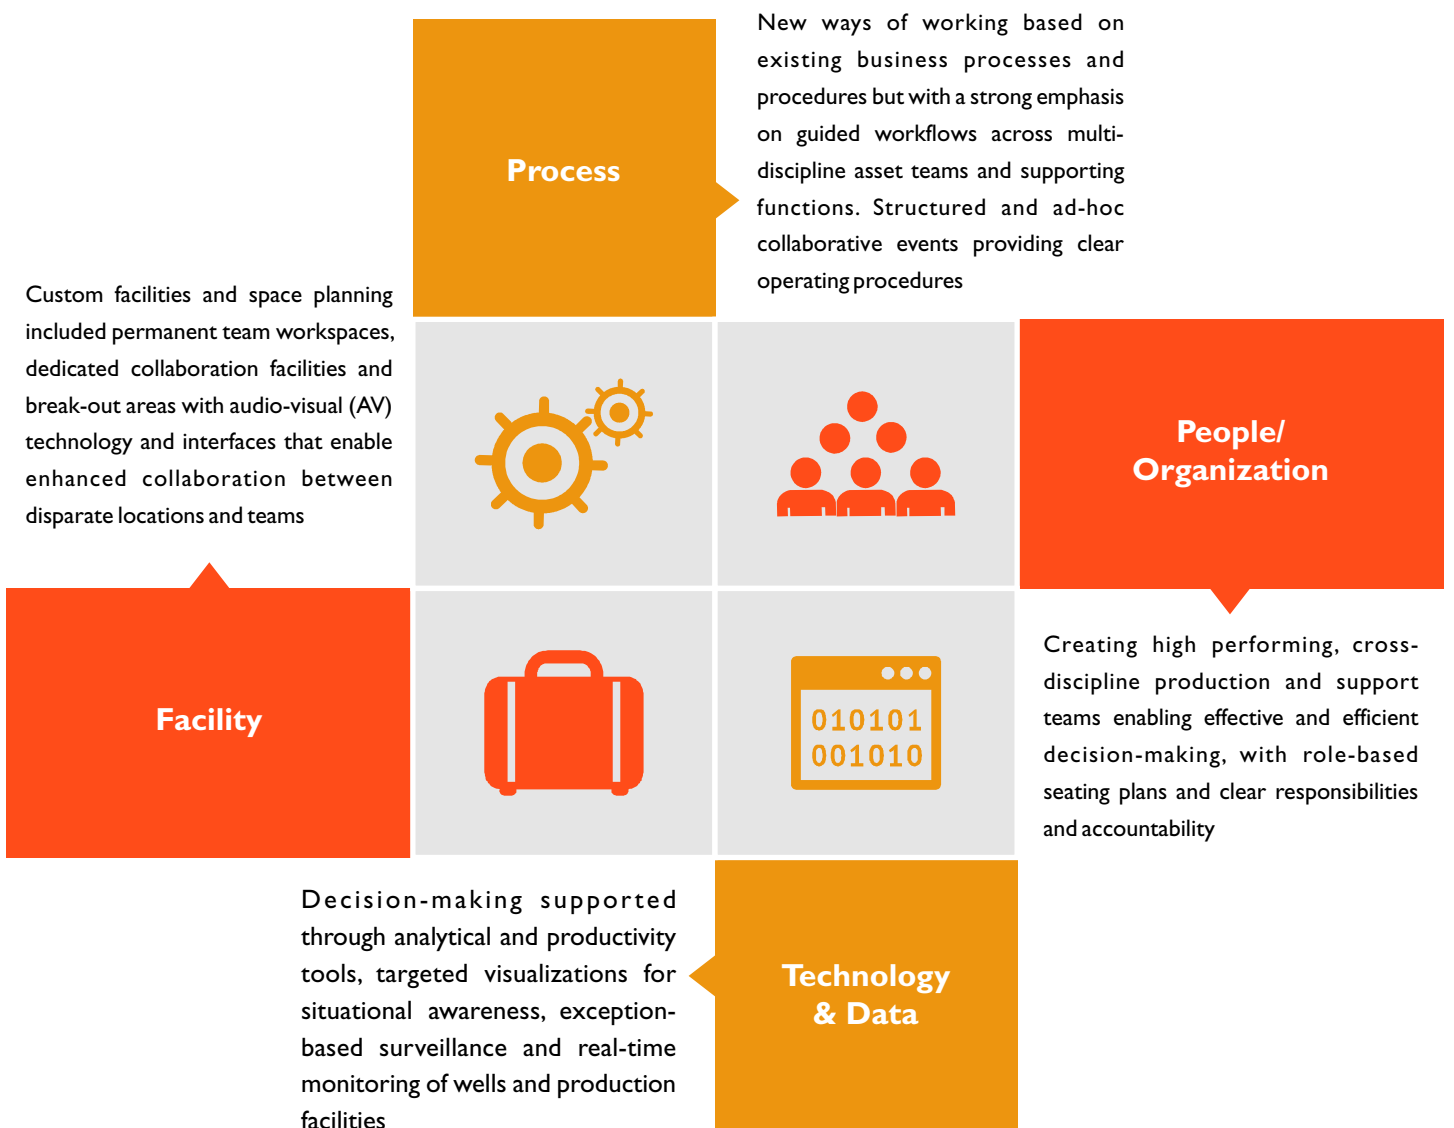 New ways of working based on
existing business processes and
procedures but with a strong emphasis
on guided workflows across multi-
discipline asset teams and supporting
functions. Structured and ad-hoc
collaborative events providing clear
operating procedures
Process
Custom facilities and space planning
included permanent team workspaces,
dedicated collaboration facilities and
break-out areas with audio-visual (AV)
technology and interfaces that enable
enhanced collaboration between
disparate locations and teams
People/
Organization
Facility
010101
001010
Creating high performing, cross-
discipline production and support
teams enabling effective and efficient
decision-making, with role-based
seating plans and clear responsibilities
and accountability
Decision-making supported
through analytical and productivity
tools, targeted visualizations for
situational awareness, exception-
based surveillance and real-time
monitoring of wells and production
facilities
Technology
& Data